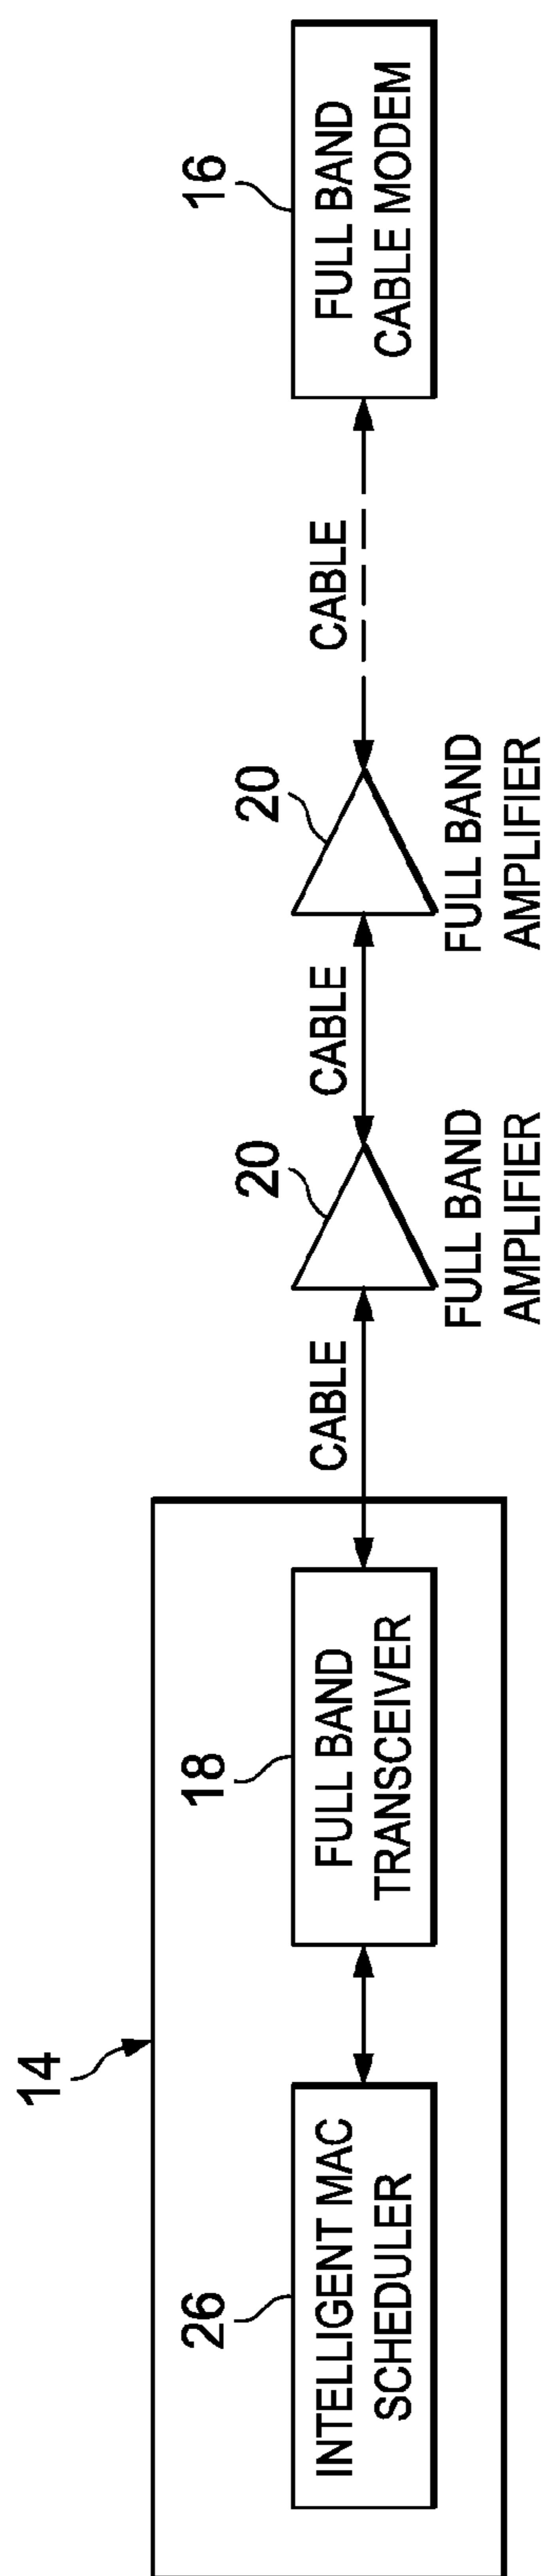 14
26
INTELLIGENT MAC
SCHEDULER
18
FULL BAND
TRANSCEIVER
CABLE
20
FULL BAND
AMPLIFIER
CABLE
20
FULL BAND
AMPLIFIER
CABLE
16
FULL BAND
CABLE MODEM